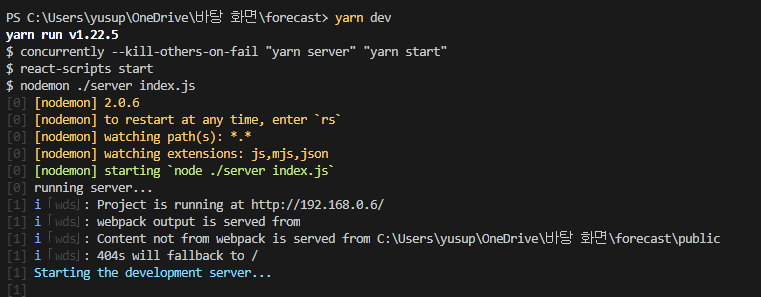 PS C:\Users\yusup\OneDrive\바탕 화면\forecast> yarn dev
yarn run v1.22.5
$ concurrently --kill-others-on-fail "yarn server" "yarn start"
$ react-scripts start
$ nodemon ./server index.js
[0] [nodemon] 2.0.6
[0] [nodemon] to restart at any time, enter `rs`
[0] [nodemon] watching path(s): *.*
[0] [nodemon] watching extensions: js,mjs,json
[0] [nodemon] starting `node ./server index.js`
[0] running server...
[1] i ｢wds｣: Project is running at http://192.168.0.6/
[1] i ｢wds｣: webpack output is served from
[1] i ｢wds｣: Content not from webpack is served from C:\Users\yusup\OneDrive\바탕 화면\forecast\public
[1] i ｢wds｣: 404s will fallback to /
[1] Starting the development server...
[1]